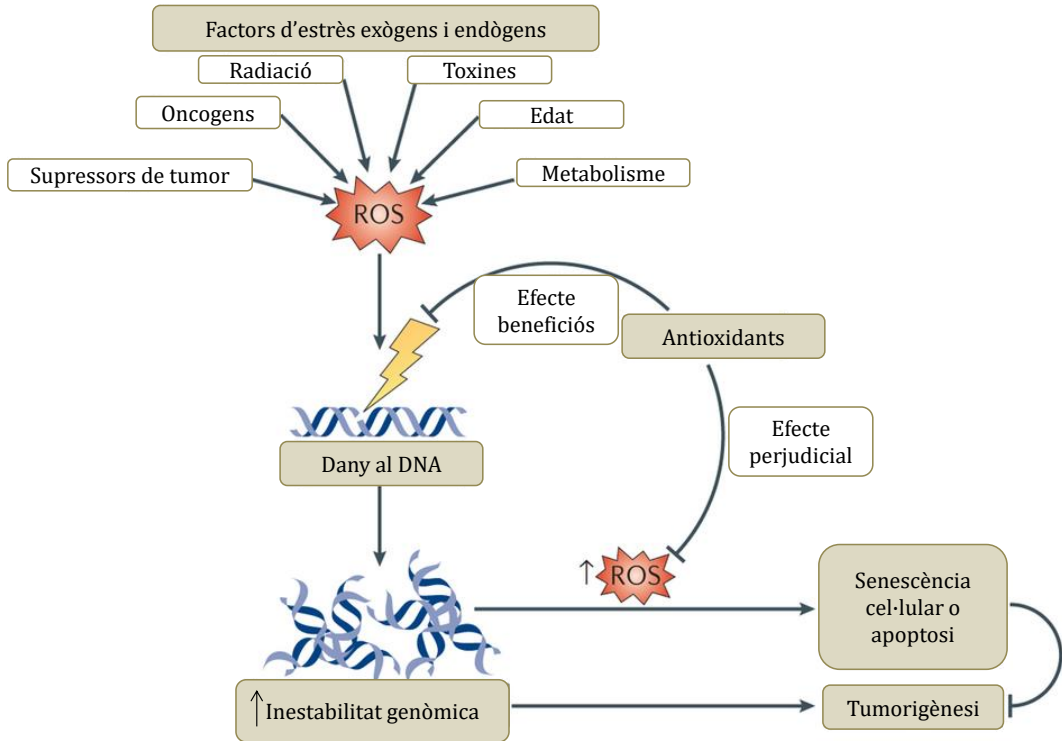 Factors d'estrès exògens i endògens
Radiació
Toxines
Oncogens
Edat
Supressors de tumor
Metabolisme
ROS
Efecte
beneficiós
Antioxidants
Efecte
perjudicial
Dany al DNA
↑ ROS
Senescència
cel·lular o
apoptosi
↑Inestabilitat genòmica
Tumorigènesi